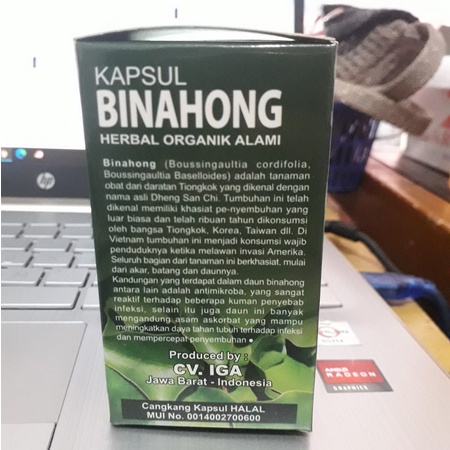 KAPSUL
BINAHONG
HERBAL ORGANIK ALAMI
Binahong (Boussingaultia cordifolia,
Boussingaultia Baselloides) adalah tanaman
obat dari daratan Tiongkok yang dikenal dengan
nama asli Dheng San Chi. Tumbuhan ini telah
dikenal memiliki khasiat pe-nyembuhan yang
luar biasa dan telah ribuan tahun dikonsumsi
oleh bangsa Tiongkok, Korea, Taiwan dll. Di
Vietnam tumbuhan ini menjadi konsumsi wajib
penduduknya ketika melawan invasi Amerika.
Seluruh bagian dari tanaman ini berkhasiat, mulai
dari akar, batang dan daunnya.
Kandungan yang terdapat dalam daun binahong
antara lain adalah antimikroba, yang sangat
reaktif terhadap beberapa kuman penyebab
infeksi, selain itu juga daun ini banyak
mengandung asam askorbat yang mampu
meningkatkan daya tahan tubuh terhadap infeksi
dan mempercepat penyembuhan ●
Produced by :
CV. IGA
Jawa Barat - Indonesia
Cangkang Kapsul HALAL
MUI No. 0014002700600
hp
AMD
RADEON
GRAPHICS